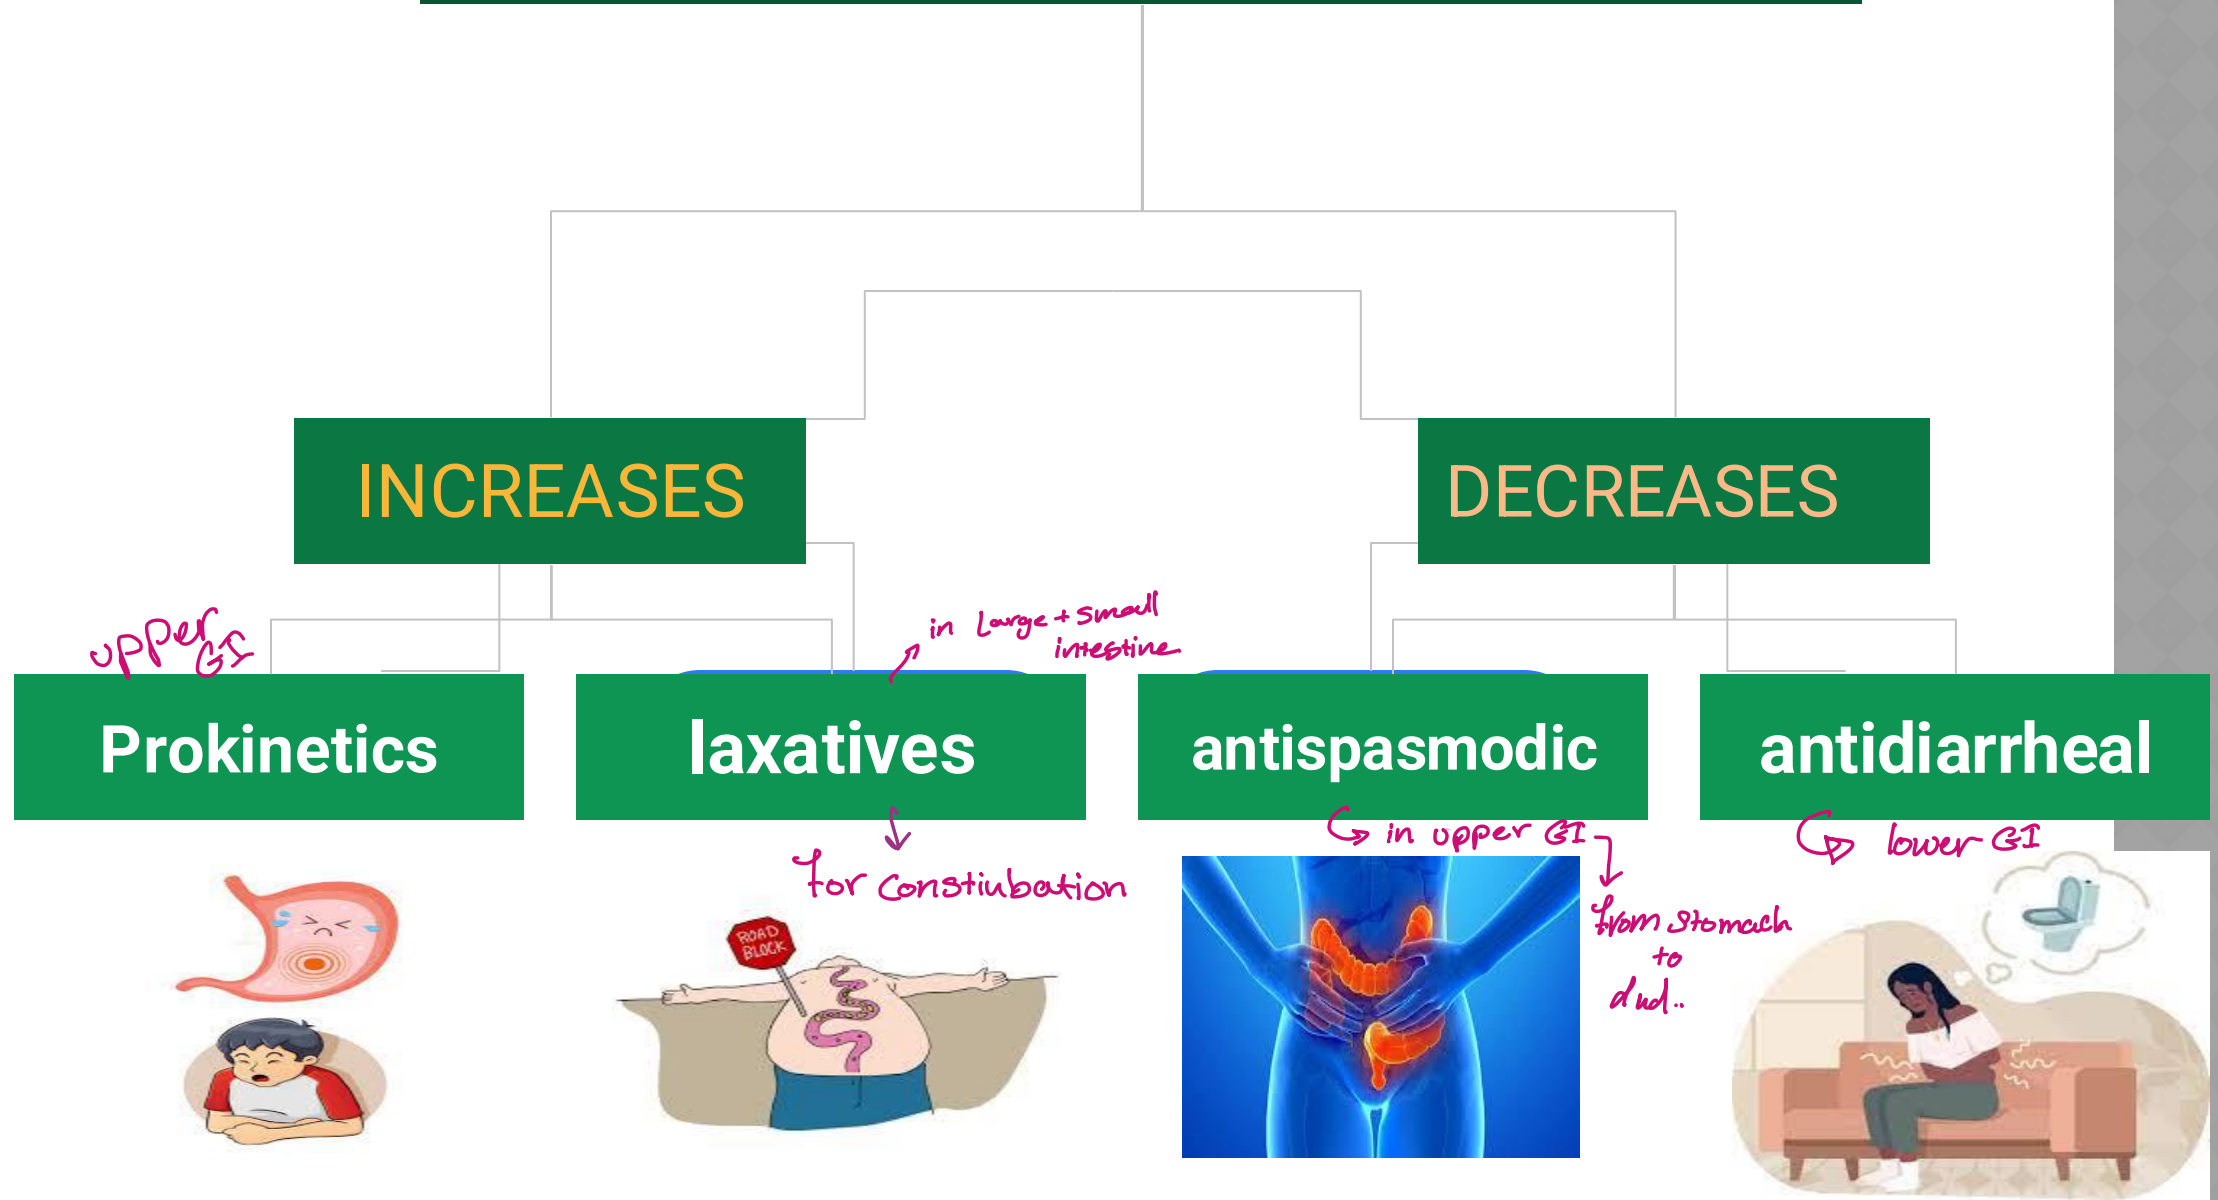 INCREASES
DECREASES
upper
GI
in Large + small
intestine
Prokinetics
laxatives
antispasmodic
antidiarrheal
in upper GI
lower GI
for Constiubation
from stomach
to
dud..
ROAD
BLOCK